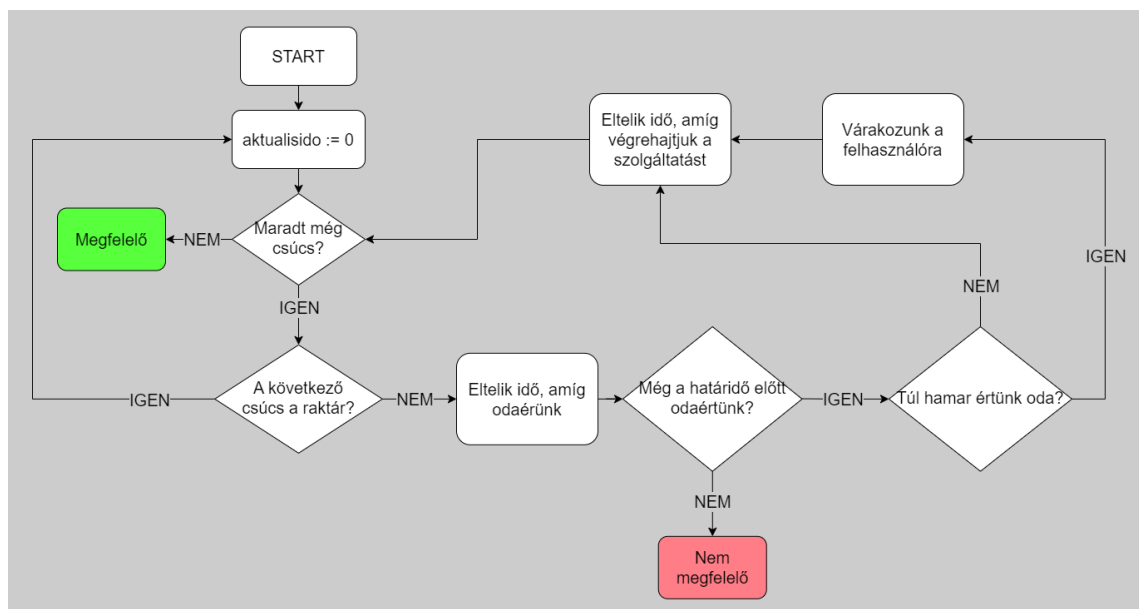 START
aktualisido := 0
Maradt még
csúcs?
NEM
Megfelelő
IGEN
A következő
csúcs a raktár?
IGEN
NEM
Eltelik idő, amíg
odaérünk
Még a határidő előtt
odaértünk?
NEM
Nem
megfelelő
IGEN
Túl hamar értünk oda?
NEM
IGEN
Várakozunk a
felhasználóra
Eltelik idő, amíg
végrehajtjuk a
szolgáltatást